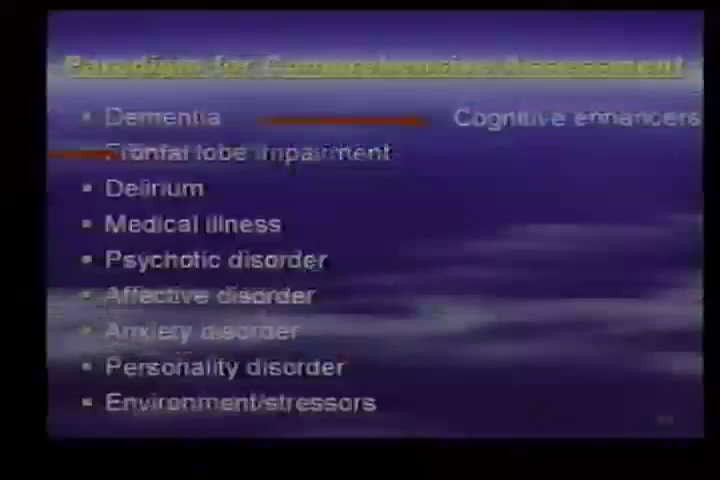 Paradigm for Comprehensive Assessment
Dementia Cognitive enhancers
Frontal lobe impairment
Delirium
Medical illness
Psychotic disorder
Affective disorder
Anxiety disorder
Personality disorder
Environment/stressors